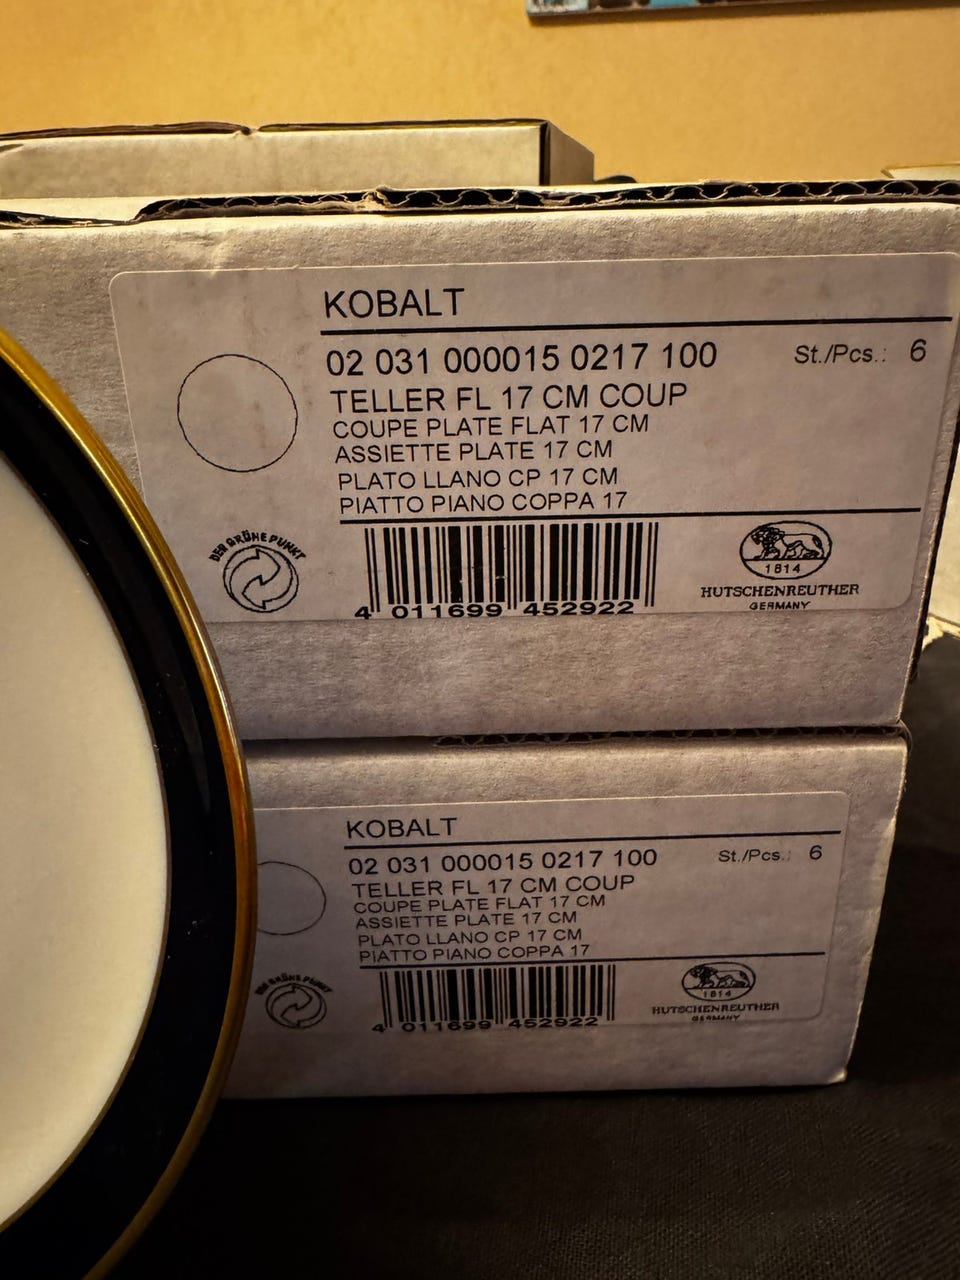 KOBALT
02 031 000015 0217 100 St./Pcs.: 6
TELLER FL 17 CM COUP
COUPE PLATE FLAT 17 CM
ASSIETTE PLATE 17 CM
PLATO LLANO CP 17 CM
PIATTO PIANO COPPA 17
DER GRÜNE PUNKT
4 011699 452922
1814
HUTSCHENREUTHER
GERMANY
KOBALT
02 031 000015 0217 100 St./Pcs.: 6
TELLER FL 17 CM COUP
COUPE PLATE FLAT 17 CM
ASSIETTE PLATE 17 CM
PLATO LLANO CP 17 CM
PIATTO PIANO COPPA 17
DER GRÜNE PUNKT
4 011699 452922
1814
HUTSCHENREUTHER
GERMANY